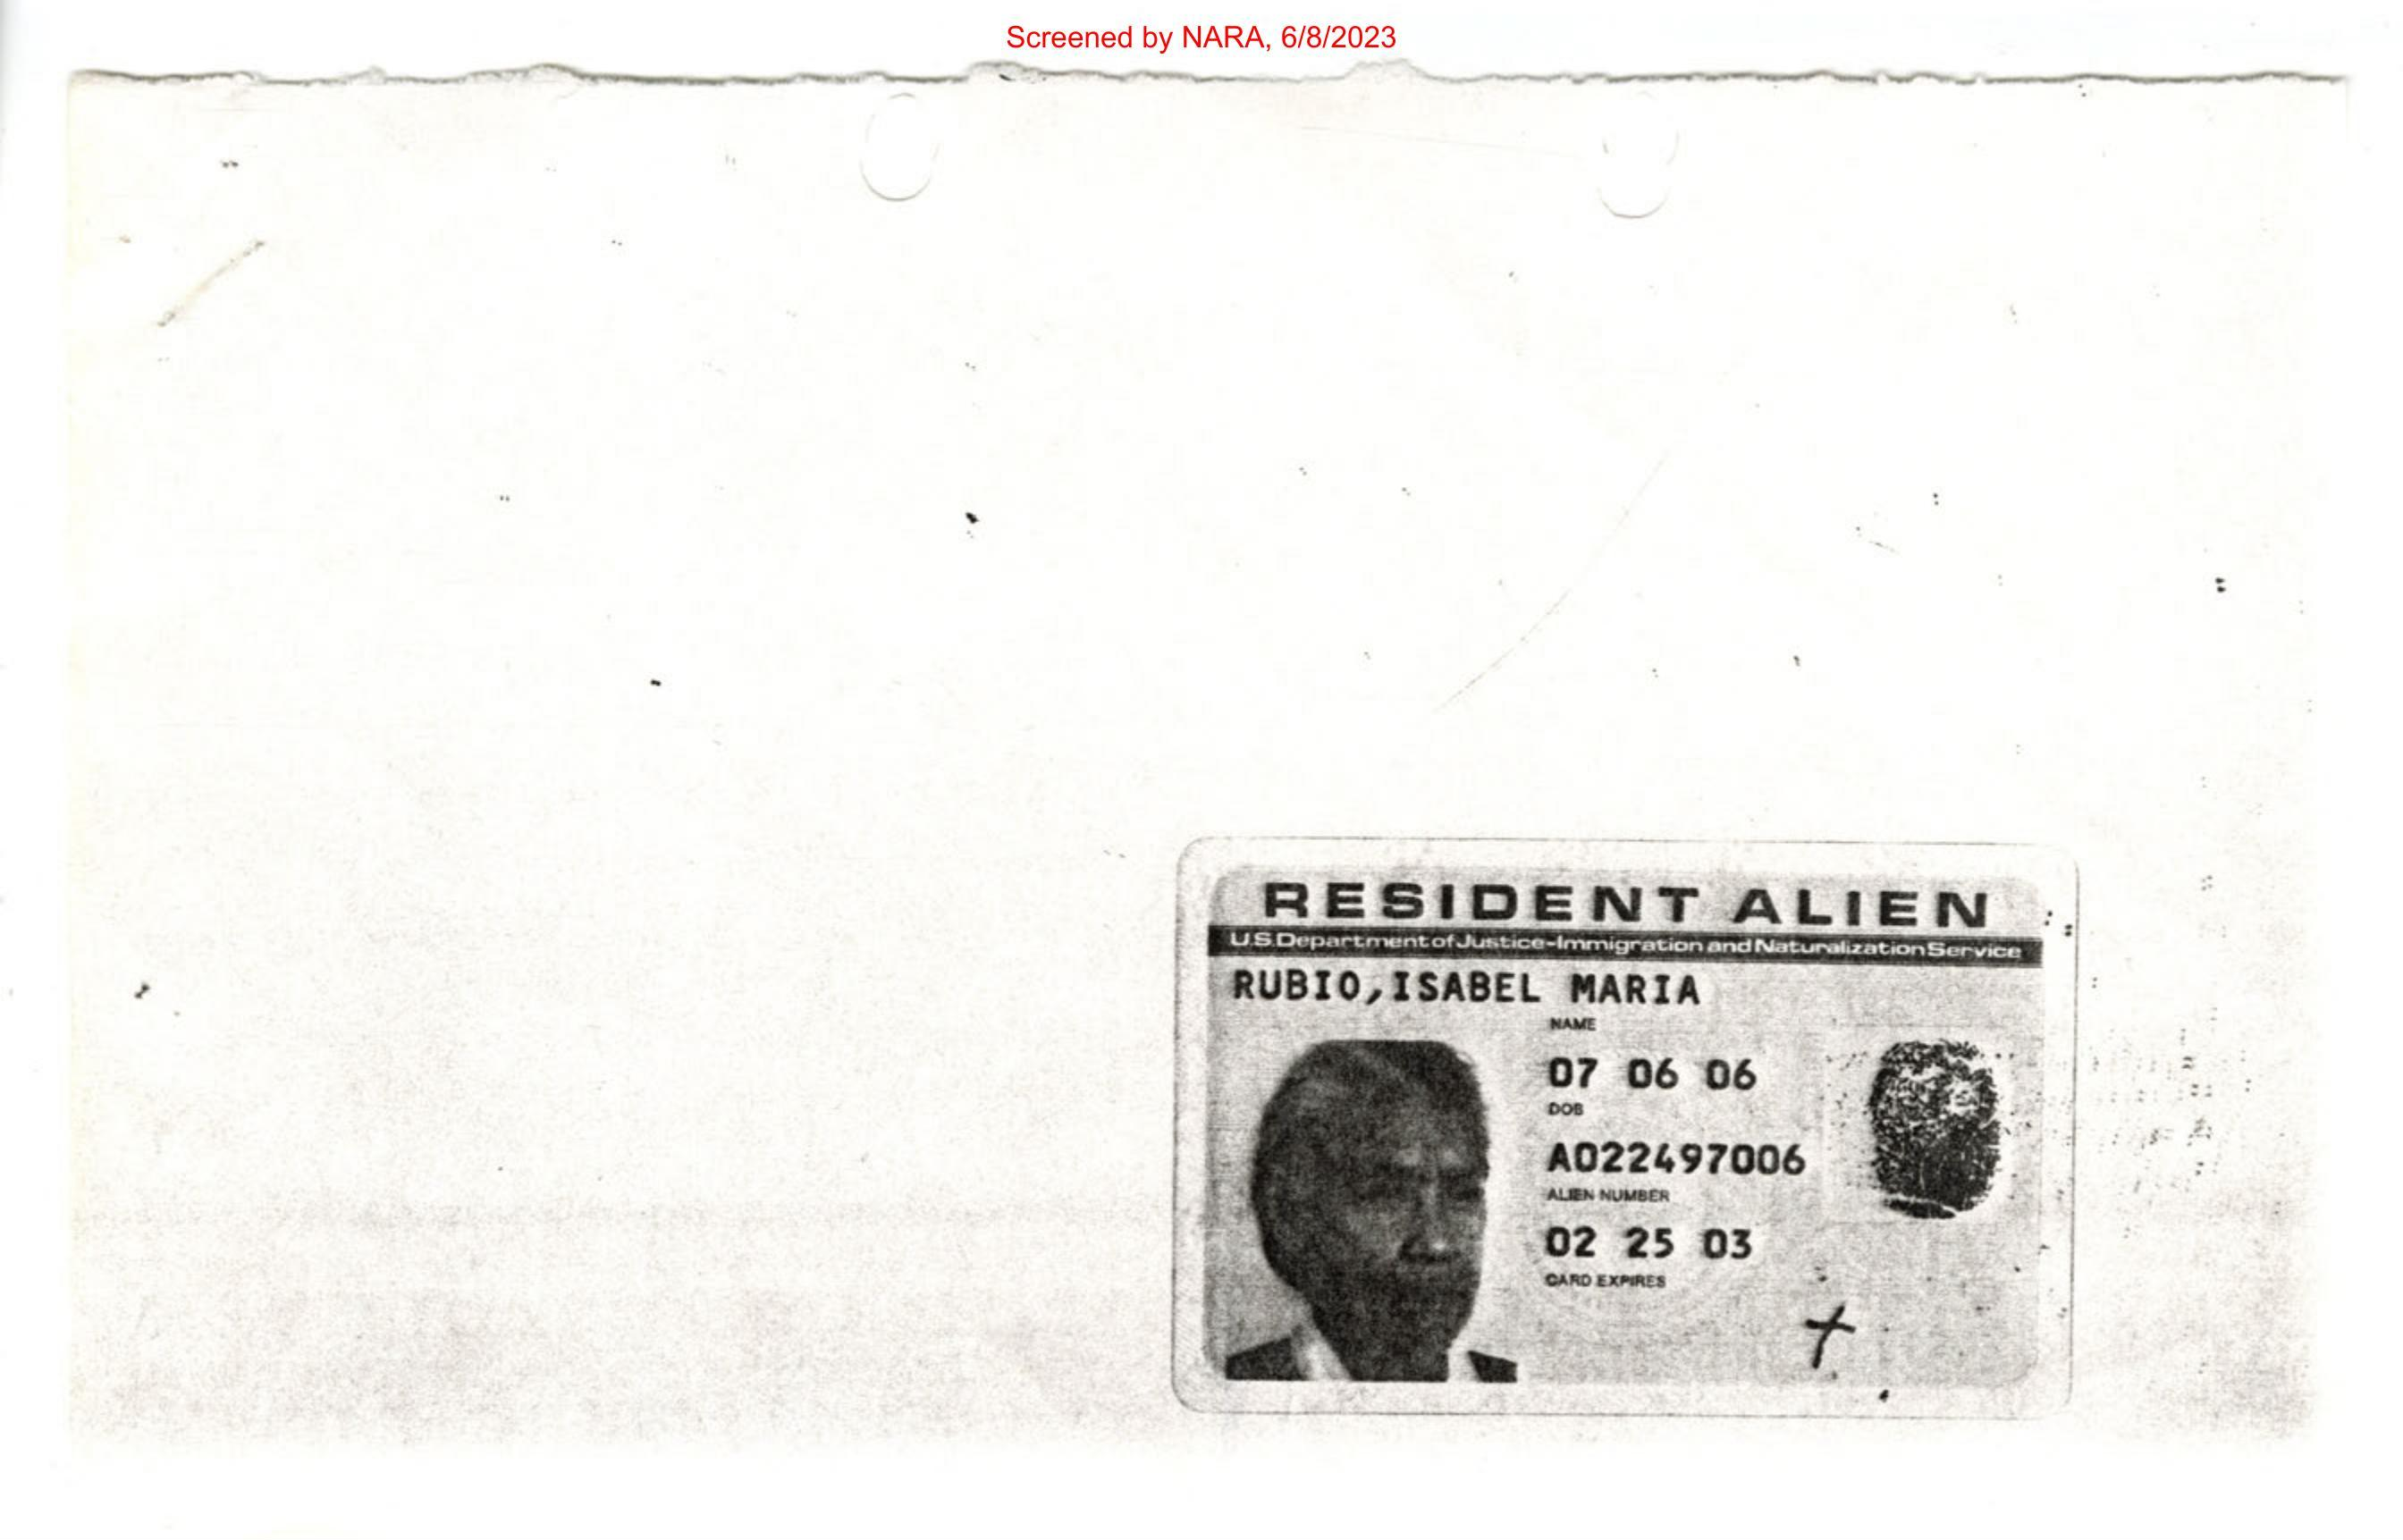 Screened by NARA, 6/8/2023
RESIDENT ALIEN
U.S. Department of Justice-Immigration and Naturalization Service
RUBIO,ISABEL MARIA
NAME
07 06 06
DOB
A022497006
ALIEN NUMBER
02 25 03
CARD EXPIRES